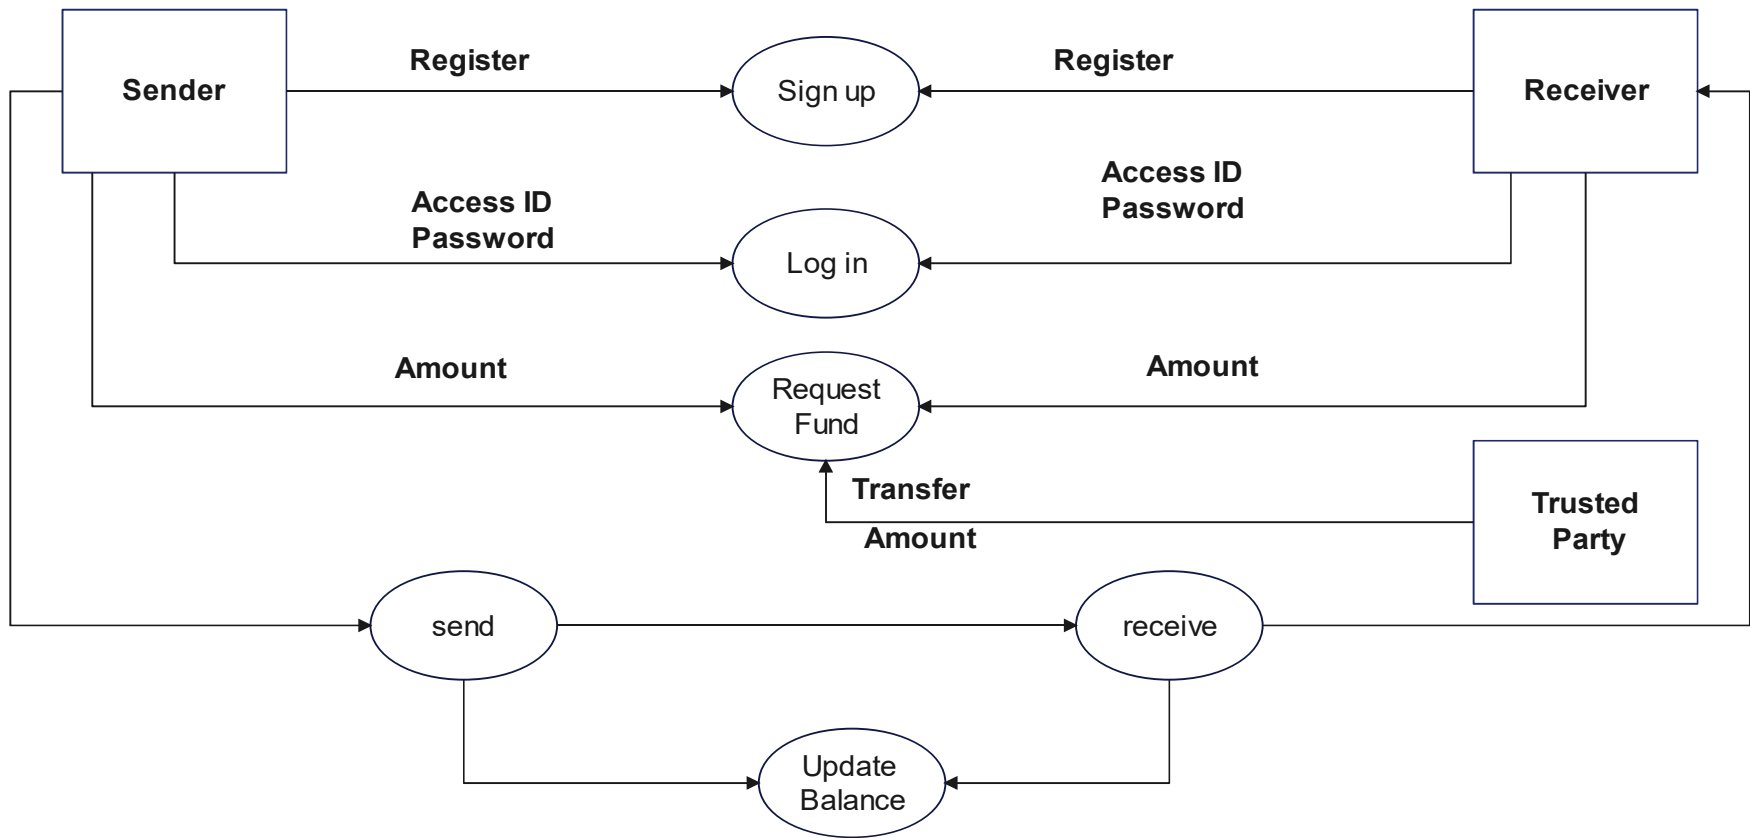 Register
Register
Sender
Sign up
Receiver
Access ID
Password
Access ID
Password
Log in
Amount
Amount
Request
Fund
Transfer
Amount
Trusted
Party
send
receive
Update
Balance